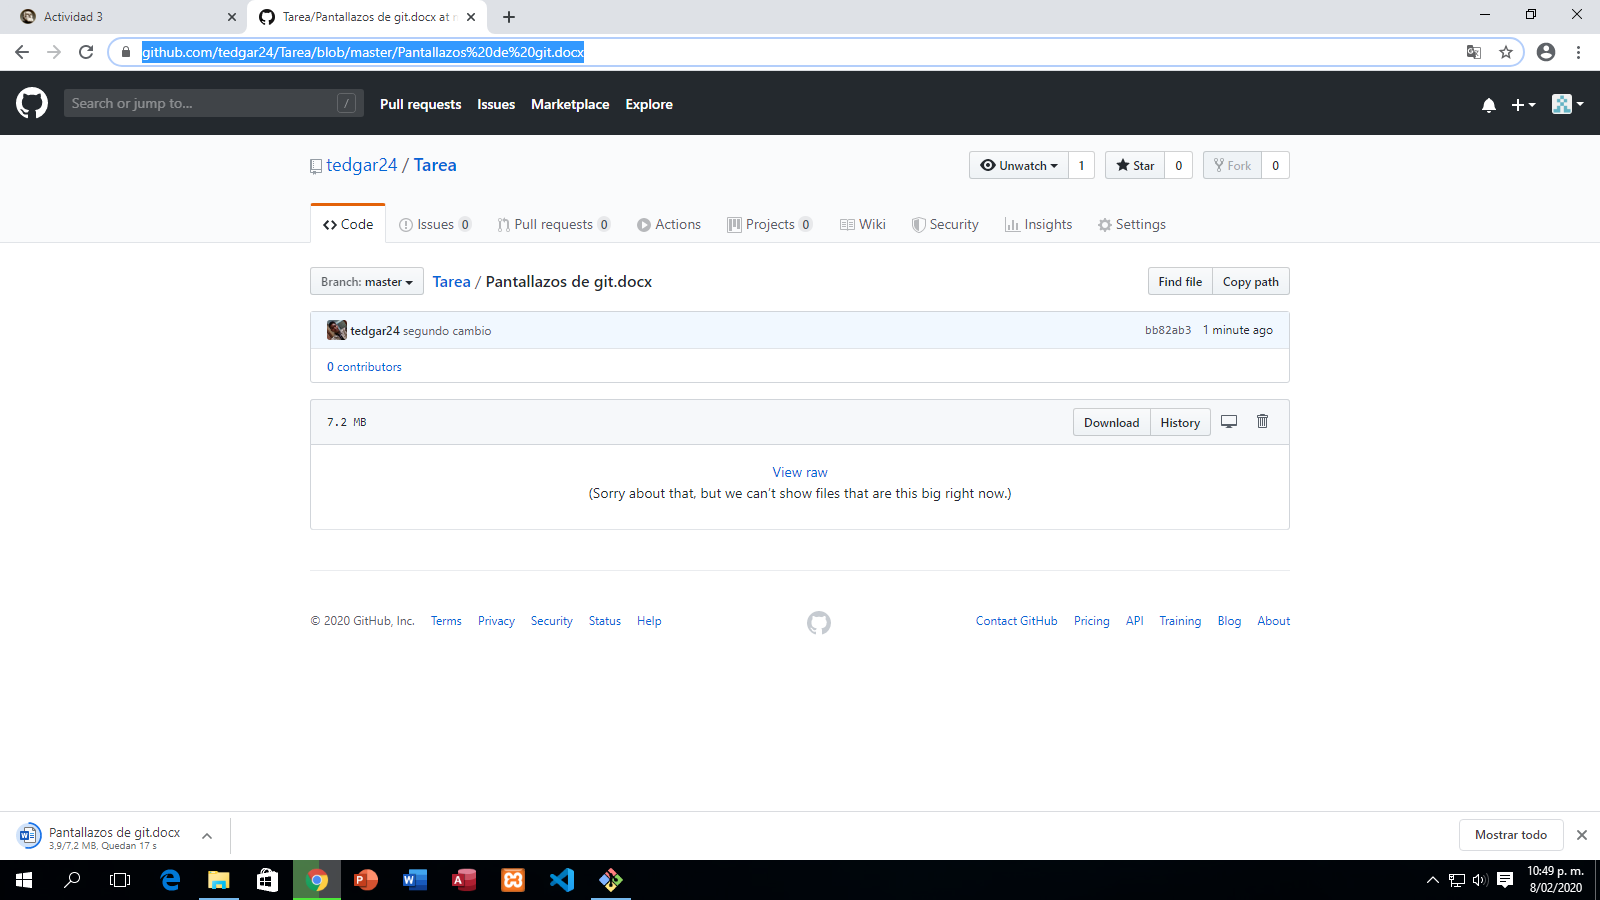 Actividad 3
Tarea/Pantallazos de git.docx at m
github.com/tedgar24/Tarea/blob/master/Pantallazos%20de%20git.docx
Search or jump to...
/
Pull requests
Issues
Marketplace
Explore
tedgar24 / Tarea
Unwatch 1
Star 0
Fork 0
Code
Issues 0
Pull requests 0
Actions
Projects 0
Wiki
Security
Insights
Settings
Branch: master
Tarea / Pantallazos de git.docx
Find file
Copy path
tedgar24 segundo cambio
bb82ab3 1 minute ago
0 contributors
7.2 MB
Download
History
View raw
(Sorry about that, but we can't show files that are this big right now.)
© 2020 GitHub, Inc.
Terms
Privacy
Security
Status
Help
Contact GitHub
Pricing
API
Training
Blog
About
Pantallazos de git.docx
3,9/7,2 MB, Quedan 17 s
Mostrar todo
10:49 p. m.
8/02/2020